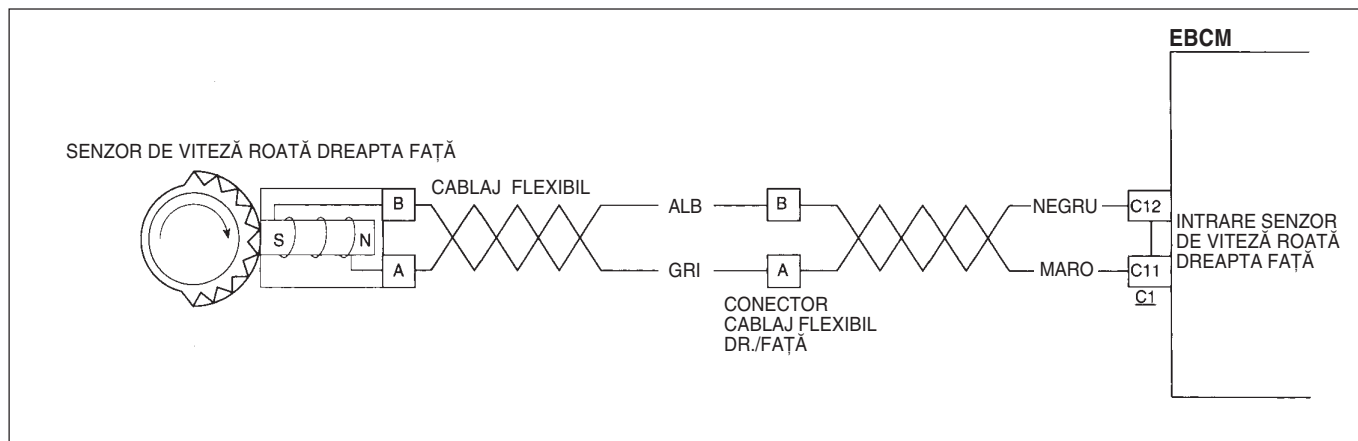 EBCM
SENZOR DE VITEZĂ ROATĂ DREAPTA FAȚĂ
B
CABLAJ FLEXIBIL
ALB
B
NEGRU
C12
S
N
INTRARE SENZOR
DE VITEZĂ ROATĂ
DREAPTA FAȚĂ
A
GRI
A
MARO
C11
C1
CONECTOR
CABLAJ FLEXIBIL
DR./FAȚĂ